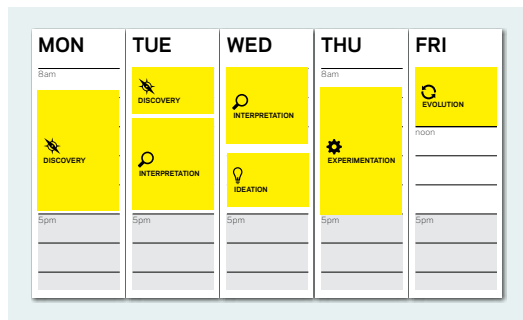 MON TUE WED THU FRI
8am 8am
DISCOVERY
EVOLUTION
INTERPRETATION
noon
DISCOVERY
INTERPRETATION
EXPERIMENTATION
IDEATION
5pm 5pm 5pm 5pm 5pm